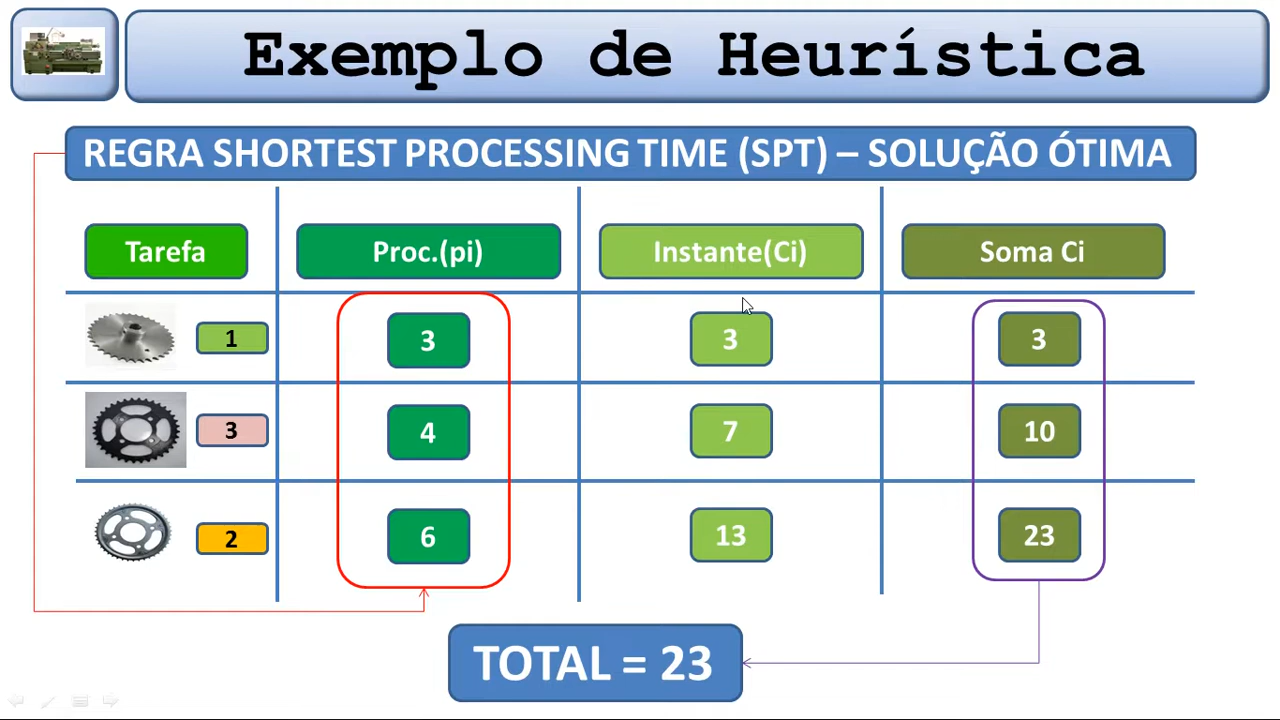 Exemplo de Heurística
REGRA SHORTEST PROCESSING TIME (SPT) – SOLUÇÃO ÓTIMA
Tarefa Proc.(pi) Instante(Ci) Soma Ci
1 3 3 3
3 4 7 10
2 6 13 23
TOTAL = 23